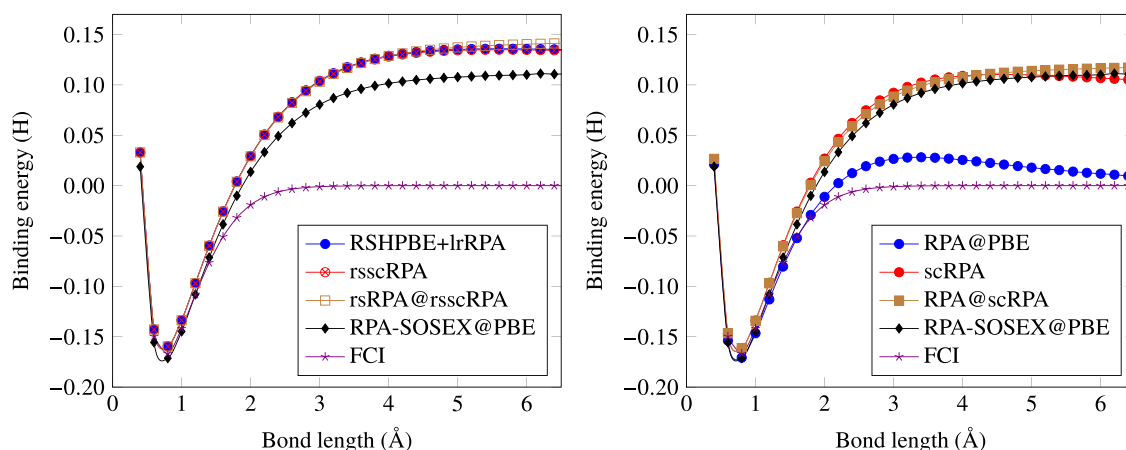 0.15
0.10
0.05
0.00
−0.05
−0.10
−0.15
−0.20
Binding energy (H)
RSHPBE+lrRPA
rsscRPA
rsRPA@rsscRPA
RPA-SOSEX@PBE
FCI
0 1 2 3 4 5 6
Bond length (Å)
0.15
0.10
0.05
0.00
−0.05
−0.10
−0.15
−0.20
Binding energy (H)
RPA@PBE
scRPA
RPA@scRPA
RPA-SOSEX@PBE
FCI
0 1 2 3 4 5 6
Bond length (Å)